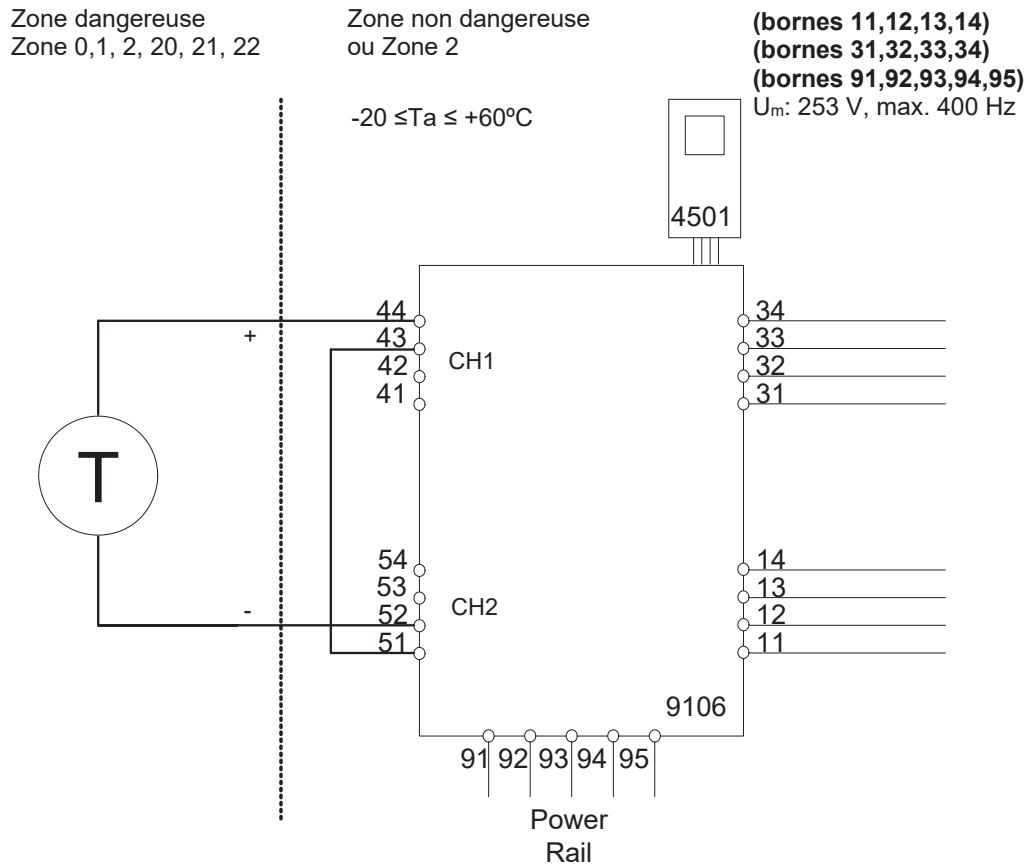 Zone dangereuse
Zone 0,1, 2, 20, 21, 22
Zone non dangereuse
ou Zone 2
-20 ≤Ta ≤ +60ºC
(bornes 11,12,13,14)
(bornes 31,32,33,34)
(bornes 91,92,93,94,95)
Um: 253 V, max. 400 Hz
4501
44
43
42
41
CH1
+
T
-
54
53
52
51
CH2
34
33
32
31
14
13
12
11
9106
91 92 93 94 95
Power
Rail